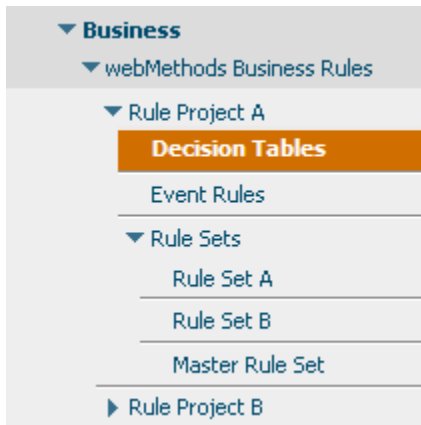 Business
webMethods Business Rules
Rule Project A
Decision Tables
Event Rules
Rule Sets
Rule Set A
Rule Set B
Master Rule Set
Rule Project B